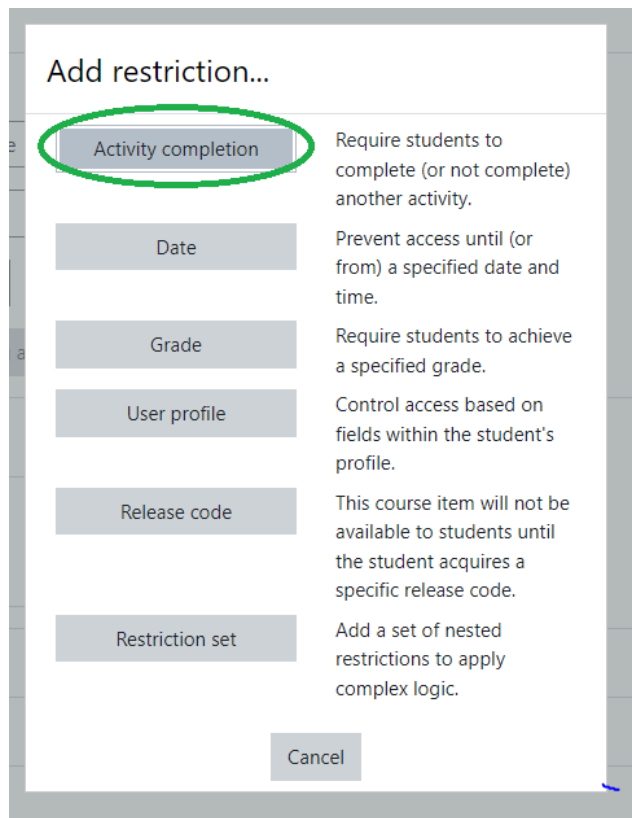 Add restriction...
Activity completion
Require students to
complete (or not complete)
another activity.
Date
Prevent access until (or
from) a specified date and
time.
Grade
Require students to achieve
a specified grade.
User profile
Control access based on
fields within the student's
profile.
Release code
This course item will not be
available to students until
the student acquires a
specific release code.
Restriction set
Add a set of nested
restrictions to apply
complex logic.
Cancel